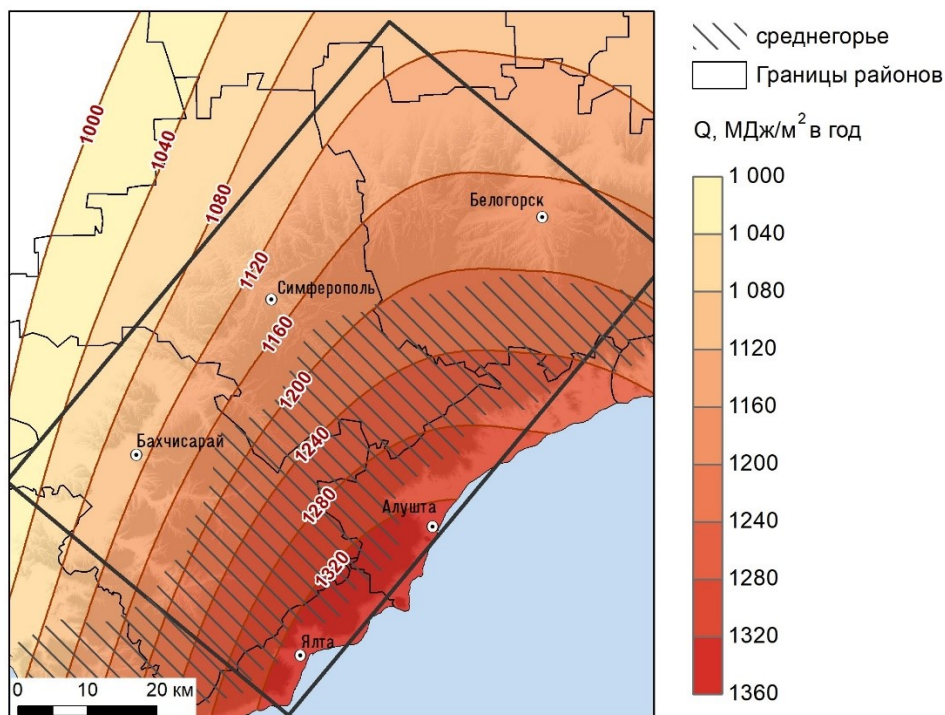 1000
1040
1080
1120
1160
1200
1240
1280
1320
Белогорск
Симферополь
Бахчисарай
Алушта
Ялта
0 10 20 км
среднегорье
Границы районов
Q, МДж/м² в год
1 000
1 040
1 080
1120
1160
1200
1240
1280
1320
1360